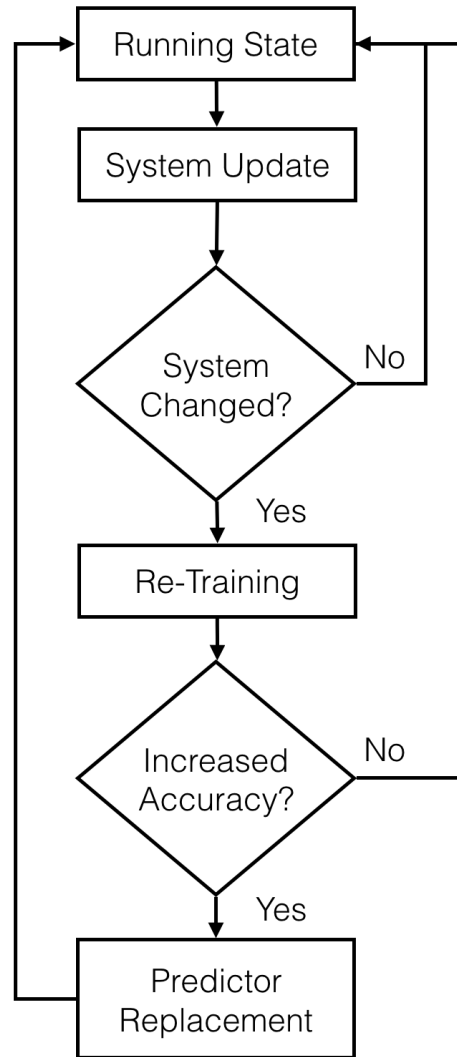 Running State
System Update
System
Changed?
No
Yes
Re-Training
Increased
Accuracy?
No
Yes
Predictor
Replacement